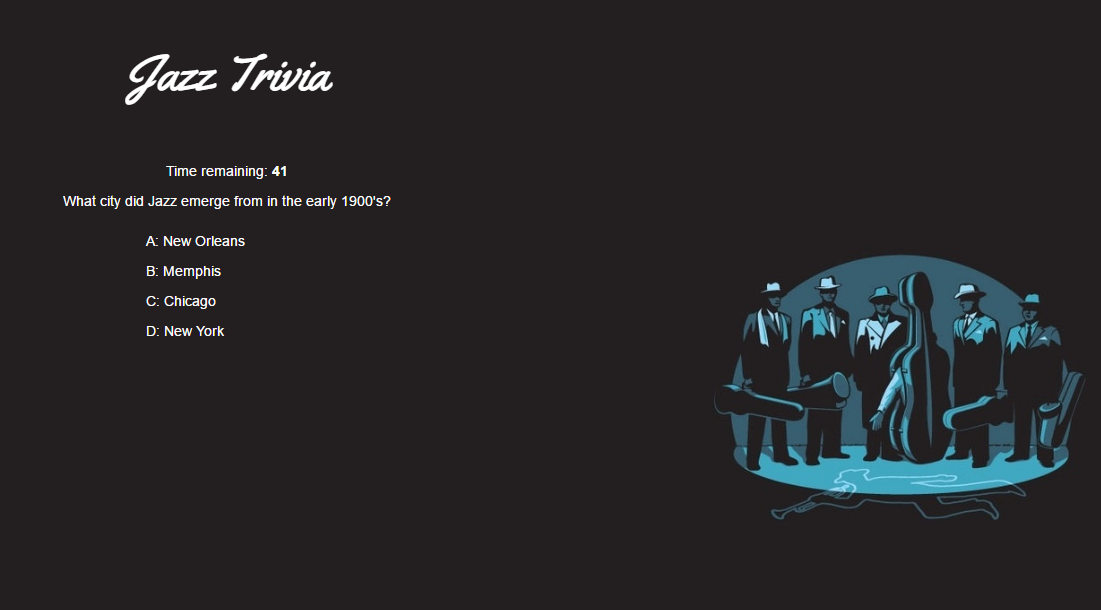 Jazz Trivia
Time remaining: 41
What city did Jazz emerge from in the early 1900's?
A: New Orleans
B: Memphis
C: Chicago
D: New York